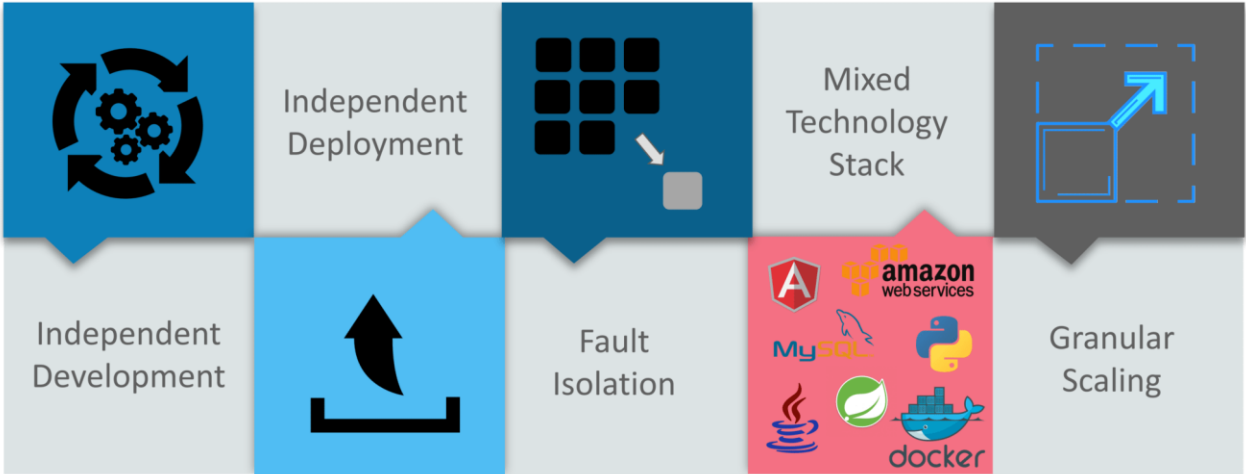 Independent
Deployment
Mixed
Technology
Stack
Independent
Development
Fault
Isolation
A
amazon
web services
MySQL
docker
Granular
Scaling